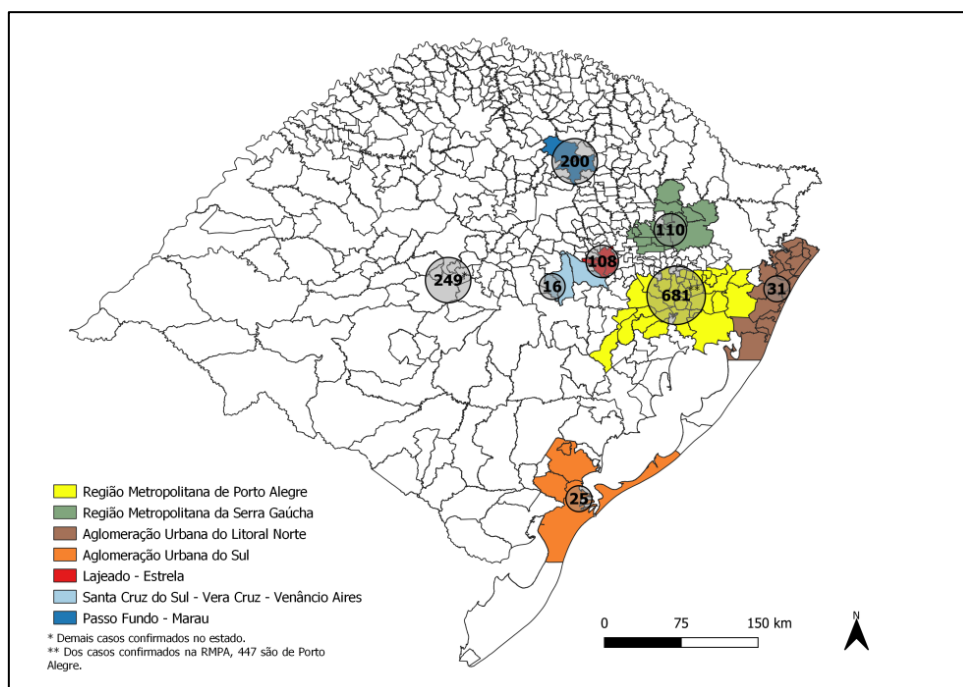 200
110
108
249*
16
681**
31
25
Região Metropolitana de Porto Alegre
Região Metropolitana da Serra Gaúcha
Aglomeração Urbana do Litoral Norte
Aglomeração Urbana do Sul
Lajeado - Estrela
Santa Cruz do Sul - Vera Cruz - Venâncio Aires
Passo Fundo - Marau
* Demais casos confirmados no estado.
** Dos casos confirmados na RMPA, 447 são de Porto
Alegre.
0 75 150 km
N